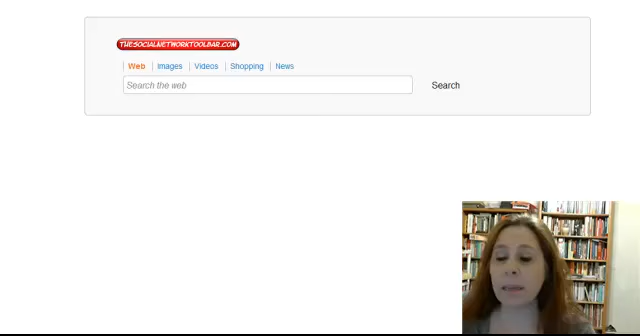 THESOCIALNETWORKTOOLBAR.COM
Web Images Videos Shopping News
Search the web Search